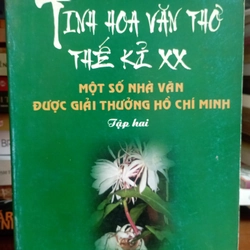 TINH HOA VĂN THƠ
THẾ KỈ XX
MỘT SỐ NHÀ VĂN
ĐƯỢC GIẢI THƯỞNG HỒ CHÍ MINH
Tập hai